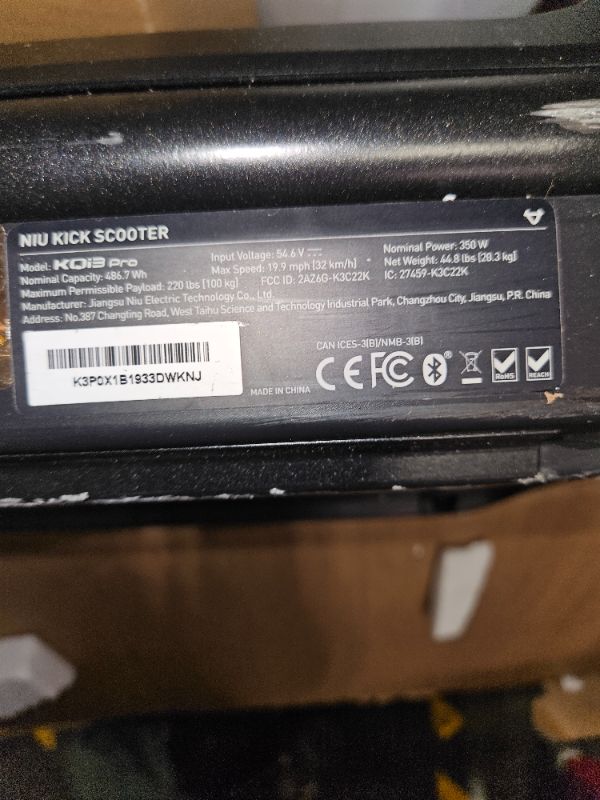 NIU KICK SCOOTER
Model: KQi3 Pro
Nominal Capacity: 486.7 Wh
Maximum Permissible Payload: 220 lbs [100 kg]
Input Voltage: 54.6 V
Max Speed: 19.9 mph [32 km/h]
FCC ID: 2AZ6G-K3C22K
Nominal Power: 350 W
Net Weight: 44.8 lbs [20.3 kg]
IC: 27459-K3C22K
Manufacturer: Jiangsu Niu Electric Technology Co., Ltd.
Address: No.387 Changting Road, West Taihu Science and Technology Industrial Park, Changzhou City, Jiangsu, P.R. China
K3P0X1B1933DWKNJ
MADE IN CHINA
CAN ICES-3(B)/NMB-3(B)
CE FC ®
RoHS REACH